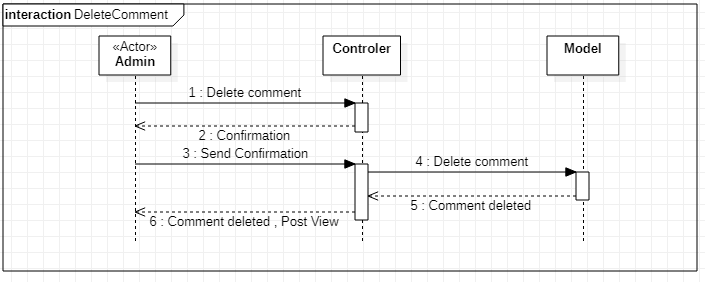 interaction DeleteComment
«Actor»
Admin
Controler
Model
1 : Delete comment
2 : Confirmation
3 : Send Confirmation
4 : Delete comment
5 : Comment deleted
6 : Comment deleted , Post View